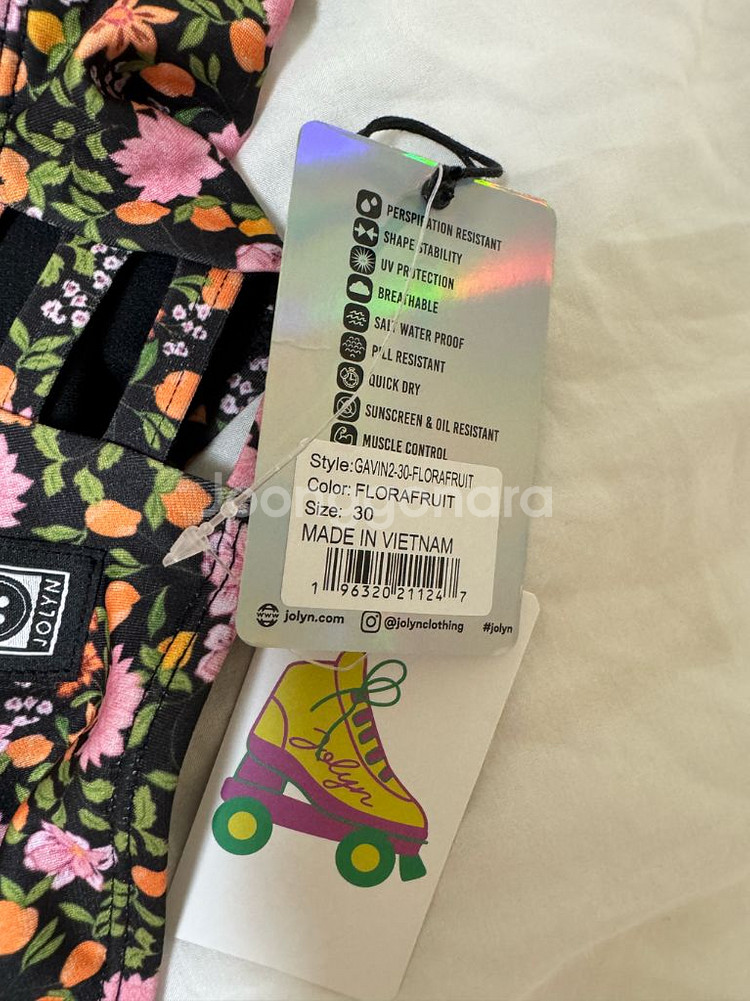 PERSPIRATION RESISTANT
SHAPE STABILITY
UV PROTECTION
BREATHABLE
SALT WATER PROOF
PILL RESISTANT
QUICK DRY
SUNSCREEN & OIL RESISTANT
MUSCLE CONTROL
Style:GAVIN2-30-FLORAFRUIT
Color: FLORAFRUIT
Size: 30
MADE IN VIETNAM
1 96320 21124 7
jolyn.com @jolynclothing #jolyn
Joonggonara
JOLYN
Jolyn